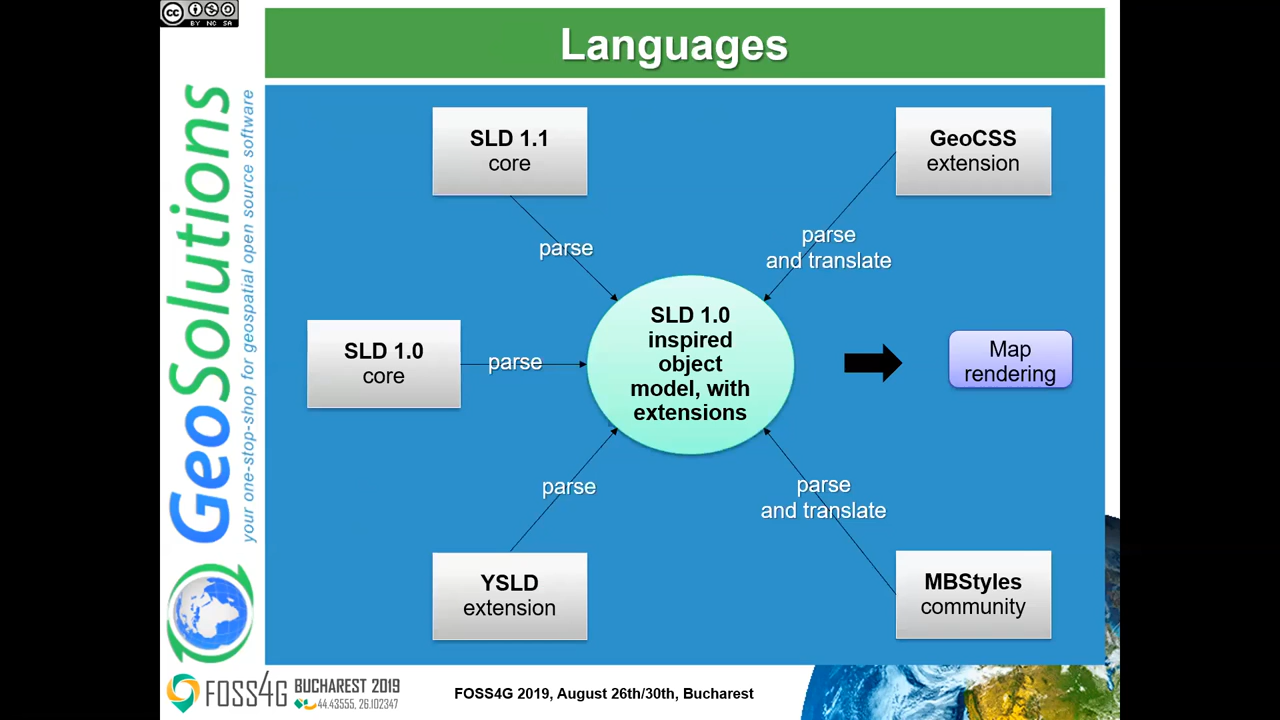 BY NC SA
Languages
GeoSolutions
your one-stop-shop for geospatial open source software
SLD 1.1
core
GeoCSS
extension
parse
parse
and translate
SLD 1.0
core
parse
SLD 1.0
inspired
object
model, with
extensions
Map
rendering
parse
parse
and translate
YSLD
extension
MBStyles
community
FOSS4G BUCHAREST 2019
44.43555, 26.102347
FOSS4G 2019, August 26th/30th, Bucharest